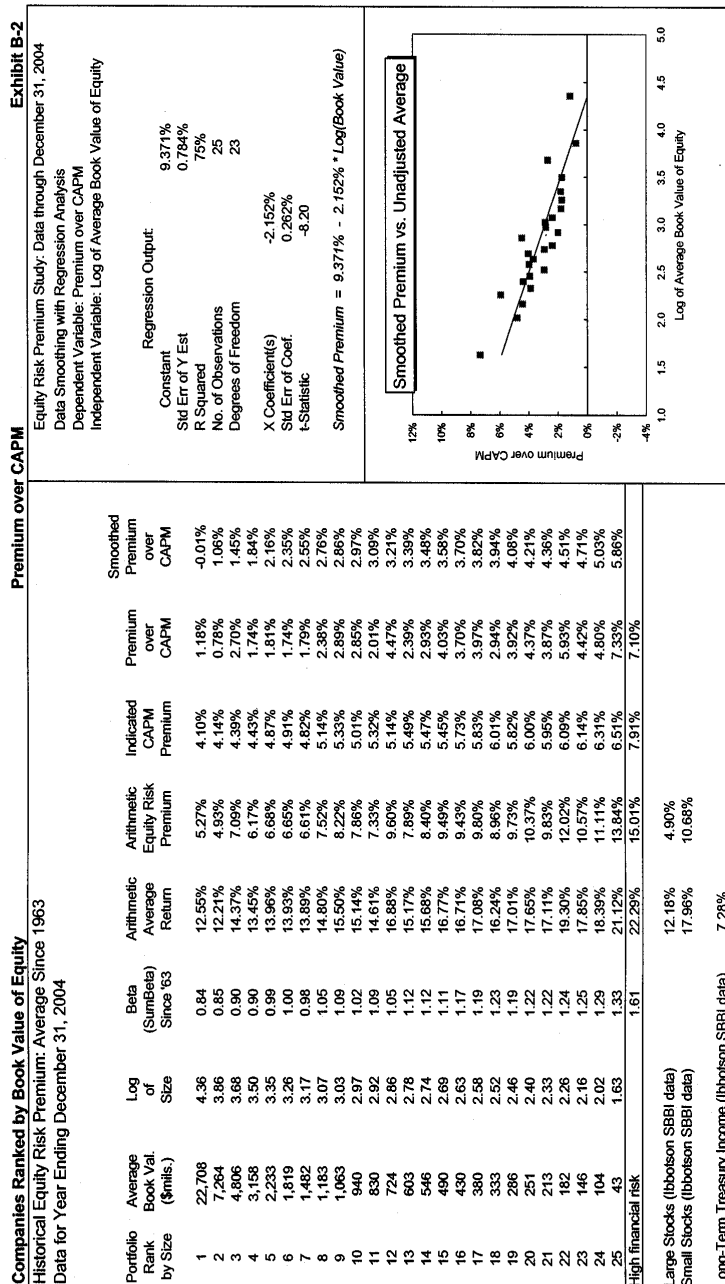 Companies Ranked by Book Value of Equity Premium over CAPM Exhibit B-2
Historical Equity Risk Premium: Average Since 1963
Data for Year Ending December 31, 2004
Portfolio Rank by Size | Average Book Val. ($mils.) | Log of Size | Beta (SumBeta) Since '63 | Arithmetic Average Return | Arithmetic Equity Risk Premium | Indicated CAPM Premium | Premium over CAPM | Smoothed Premium over CAPM
1 22,708 4.36 0.84 12.55% 5.27% 4.10% 1.18% -0.01%
2 7,264 3.86 0.85 12.21% 4.93% 4.14% 0.78% 1.06%
3 4,806 3.68 0.90 14.37% 7.09% 4.39% 2.70% 1.45%
4 3,158 3.50 0.90 13.45% 6.17% 4.43% 1.74% 1.84%
5 2,233 3.35 0.99 13.96% 6.68% 4.87% 1.81% 2.16%
6 1,819 3.26 1.00 13.93% 6.65% 4.91% 1.74% 2.35%
7 1,482 3.17 0.98 13.89% 6.61% 4.82% 1.79% 2.55%
8 1,183 3.07 1.05 14.80% 7.52% 5.14% 2.38% 2.76%
9 1,063 3.03 1.09 15.50% 8.22% 5.33% 2.89% 2.86%
10 940 2.97 1.02 15.14% 7.86% 5.01% 2.85% 2.97%
11 830 2.92 1.09 14.61% 7.33% 5.32% 2.01% 3.09%
12 724 2.86 1.05 16.88% 9.60% 5.14% 4.47% 3.21%
13 603 2.78 1.12 15.17% 7.89% 5.49% 2.39% 3.39%
14 546 2.74 1.12 15.68% 8.40% 5.47% 2.93% 3.48%
15 490 2.69 1.11 16.77% 9.49% 5.45% 4.03% 3.58%
16 430 2.63 1.17 16.71% 9.43% 5.73% 3.70% 3.70%
17 380 2.58 1.19 17.08% 9.80% 5.83% 3.97% 3.82%
18 333 2.52 1.23 16.24% 8.96% 6.01% 2.94% 3.94%
19 286 2.46 1.19 17.01% 9.73% 5.82% 3.92% 4.08%
20 251 2.40 1.22 17.65% 10.37% 6.00% 4.37% 4.21%
21 213 2.33 1.22 17.11% 9.83% 5.95% 3.87% 4.36%
22 182 2.26 1.24 19.30% 12.02% 6.09% 5.93% 4.51%
23 146 2.16 1.25 17.85% 10.57% 6.14% 4.42% 4.71%
24 104 2.02 1.29 18.39% 11.11% 6.31% 4.80% 5.03%
25 43 1.63 1.33 21.12% 13.84% 6.51% 7.33% 5.86%
High financial risk 1.61 22.29% 15.01% 7.91% 7.10%
Large Stocks (Ibbotson SBBI data) 12.18% 4.90%
Small Stocks (Ibbotson SBBI data) 17.96% 10.68%
Long-Term Treasury Income (Ibbotson SBBI data) 7.28%
Equity Risk Premium Study: Data through December 31, 2004
Data Smoothing with Regression Analysis
Dependent Variable: Premium over CAPM
Independent Variable: Log of Average Book Value of Equity
Regression Output:
Constant 9.371%
Std Err of Y Est 0.784%
R Squared 75%
No. of Observations 25
Degrees of Freedom 23
X Coefficient(s) -2.152%
Std Err of Coef. 0.262%
t-Statistic -8.20
Smoothed Premium = 9.371% - 2.152% * Log(Book Value)
Smoothed Premium vs. Unadjusted Average
Premium over CAPM
12%
10%
8%
6%
4%
2%
0%
-2%
-4%
1.0 1.5 2.0 2.5 3.0 3.5 4.0 4.5 5.0
Log of Average Book Value of Equity